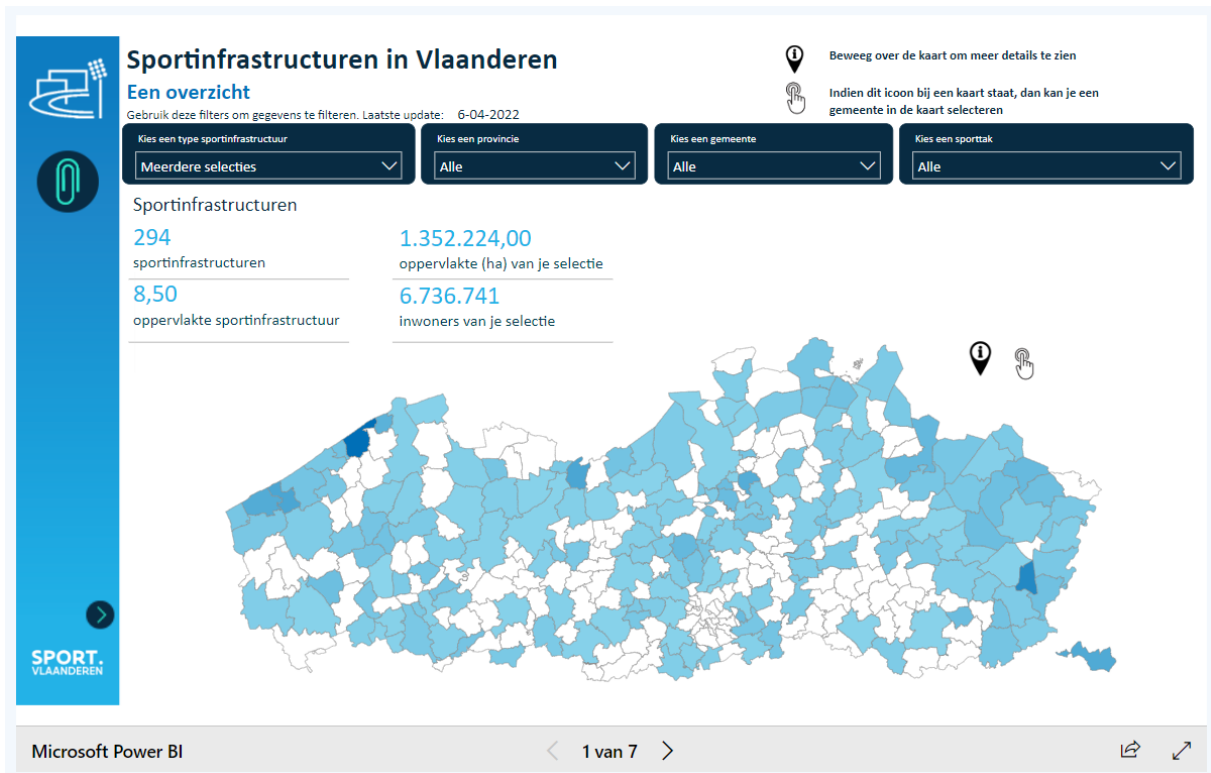 Sportinfrastructuren in Vlaanderen
Een overzicht
Gebruik deze filters om gegevens te filteren. Laatste update: 6-04-2022
Beweeg over de kaart om meer details te zien
Indien dit icoon bij een kaart staat, dan kan je een
gemeente in de kaart selecteren
Kies een type sportinfrastructuur
Meerdere selecties
Kies een provincie
Alle
Kies een gemeente
Alle
Kies een sporttak
Alle
Sportinfrastructuren
294
sportinfrastructuren
1.352.224,00
oppervlakte (ha) van je selectie
8,50
oppervlakte sportinfrastructuur
6.736.741
inwoners van je selectie
SPORT.
VLAANDEREN
Microsoft Power BI
1 van 7